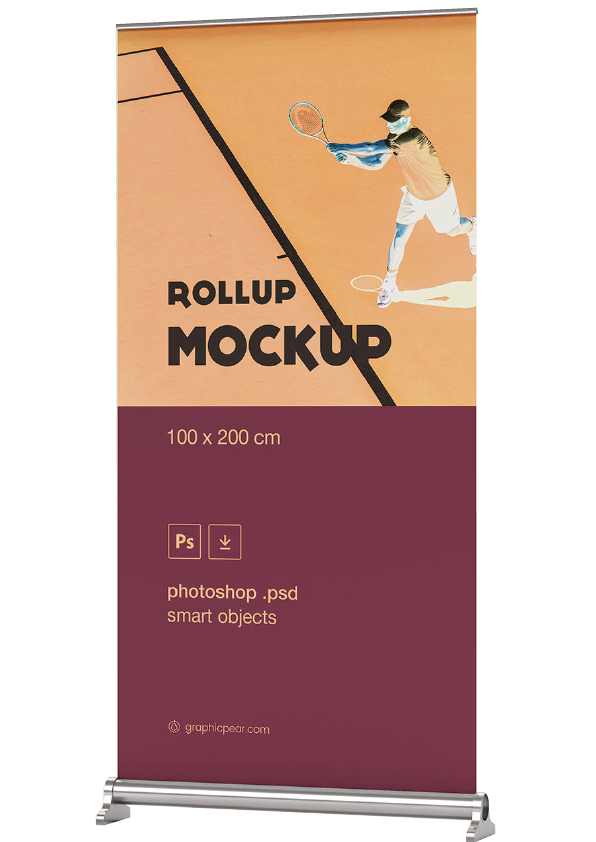 ROLLUP
MOCKUP
100 x 200 cm
Ps
photoshop .psd
smart objects
graphicpear.com